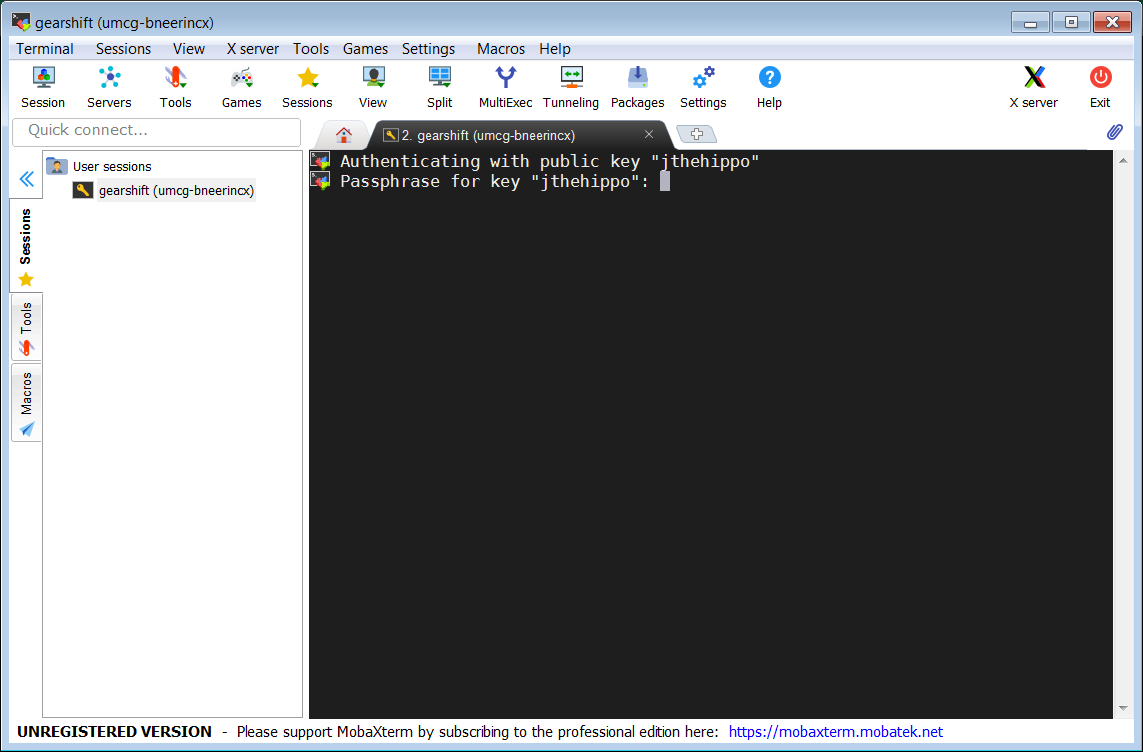 gearshift (umcg-bneerincx)
Terminal Sessions View X server Tools Games Settings Macros Help
Session Servers Tools Games Sessions View Split MultiExec Tunneling Packages Settings Help X server Exit
Quick connect...
2. gearshift (umcg-bneerincx)
User sessions
gearshift (umcg-bneerincx)
Sessions
Tools
Macros
Authenticating with public key "jthehippo"
Passphrase for key "jthehippo":
UNREGISTERED VERSION - Please support MobaXterm by subscribing to the professional edition here: https://mobaxterm.mobatek.net